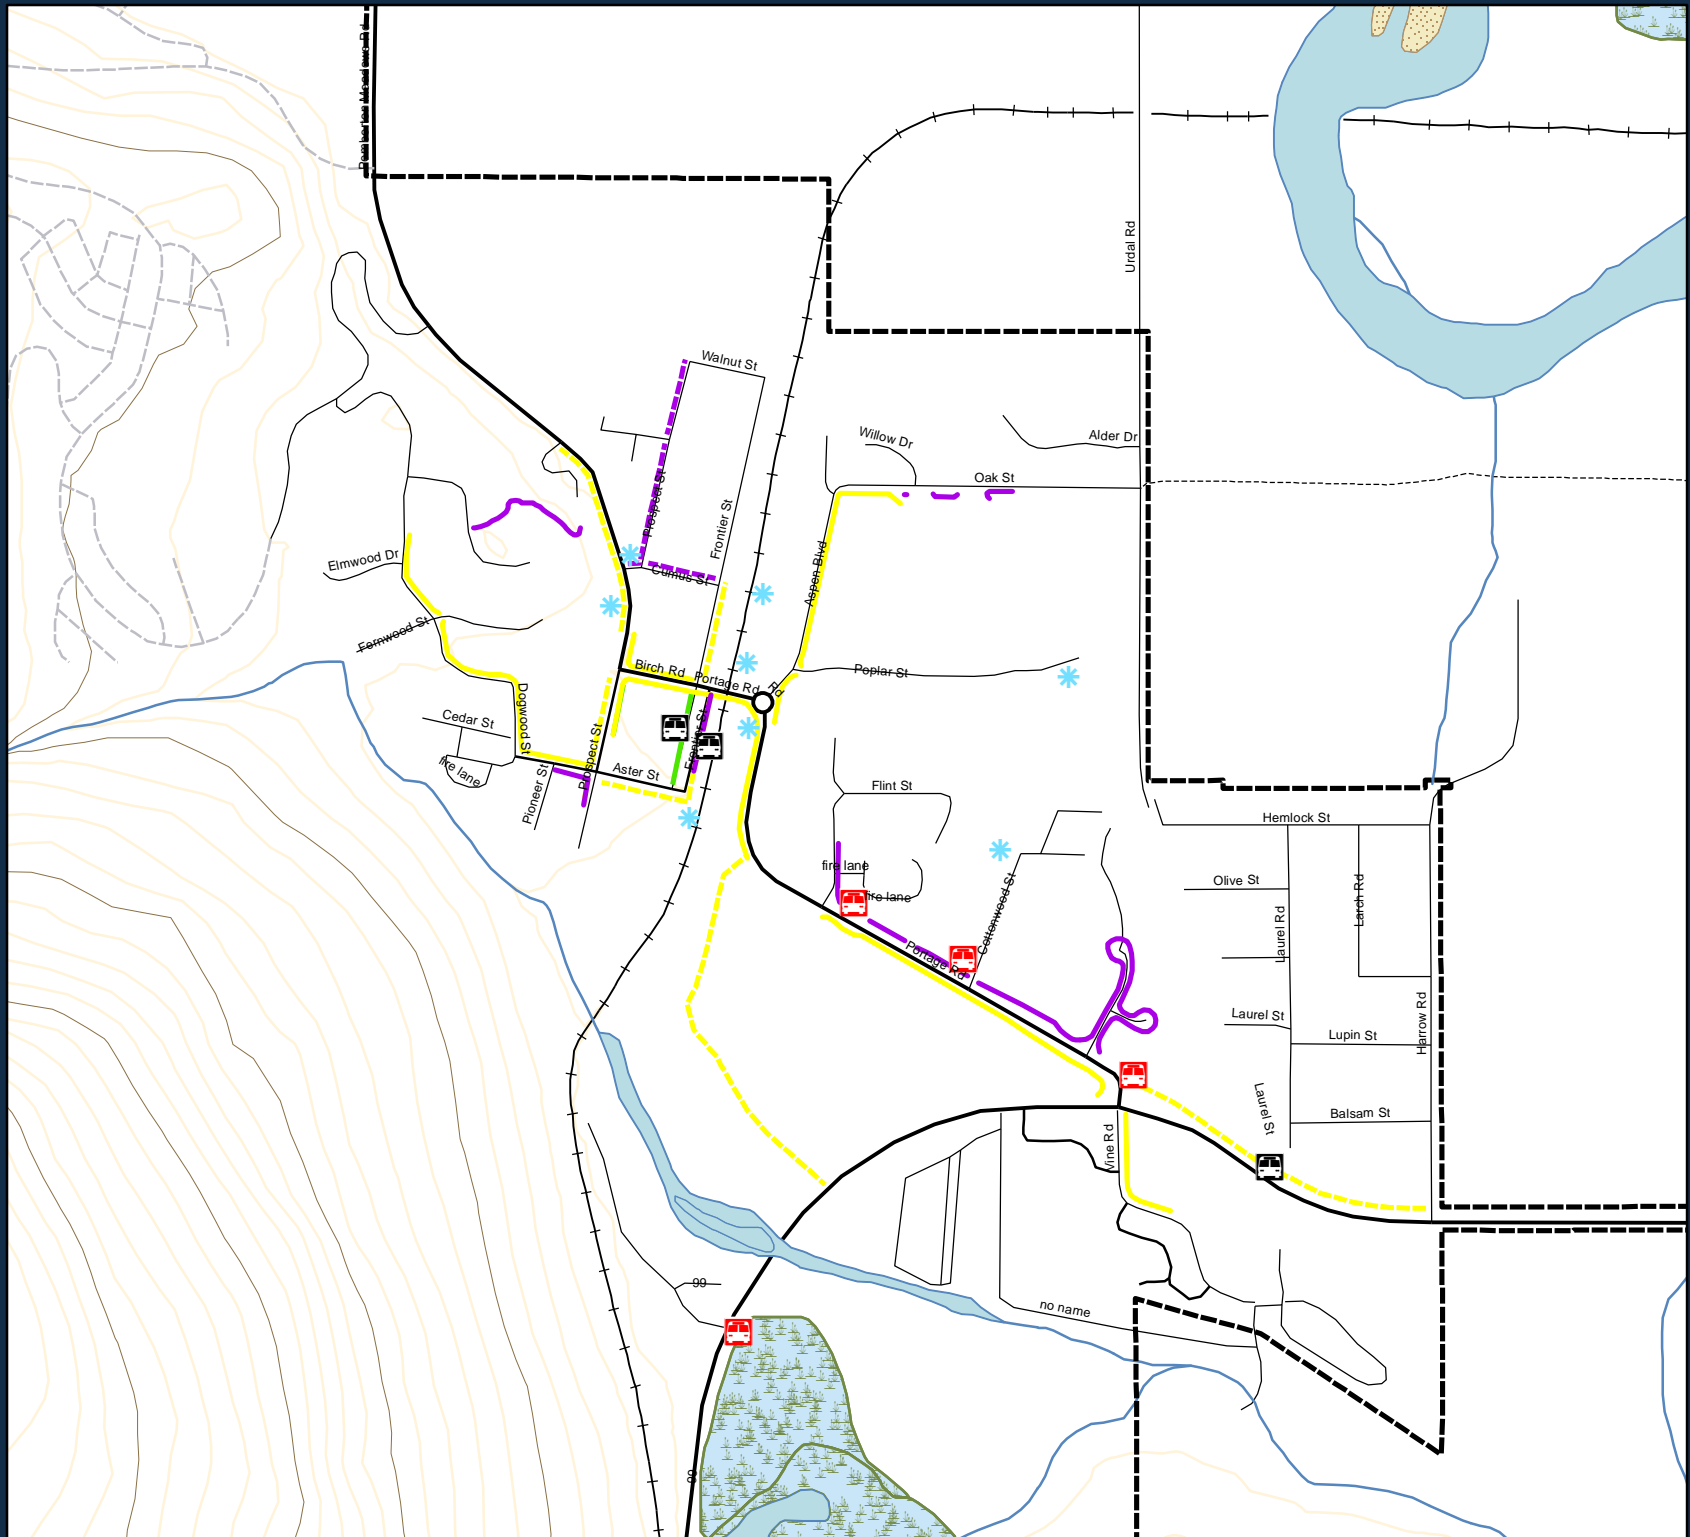 Pemberton Meadows Rd
Urdal Rd
Walnut St
Willow Dr
Alder Dr
Oak St
Prospect St
Frontier St
Aspen Blvd
Elmwood Dr
Cumus St
Fernwood St
Birch Rd
Portage Rd
Rd
Poplar St
Dogwood St
Cedar St
Frontier St
Prospect St
fire lane
Aster St
Pioneer St
Flint St
Hemlock St
fire lane
fire lane
Cottonwood St
Olive St
Laurel Rd
Larch Rd
Portage Rd
Laurel St
Lupin St
Harrow Rd
Laurel St
Balsam St
Vine Rd
99
no name
99